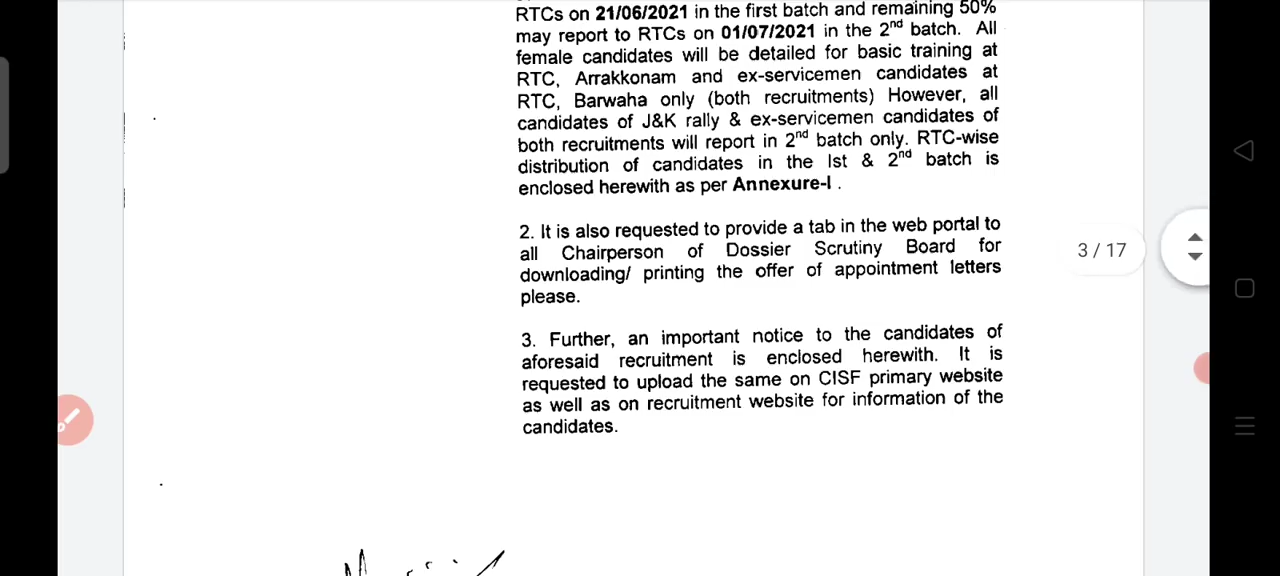 RTCs on 21/06/2021 in the first batch and remaining 50%
may report to RTCs on 01/07/2021 in the 2nd batch. All
female candidates will be detailed for basic training at
RTC, Arrakkonam and ex-servicemen candidates at
RTC, Barwaha only (both recruitments) However, all
candidates of J&K rally & ex-servicemen candidates of
both recruitments will report in 2nd batch only. RTC-wise
distribution of candidates in the Ist & 2nd batch is
enclosed herewith as per Annexure-I .
2. It is also requested to provide a tab in the web portal to
all Chairperson of Dossier Scrutiny Board for
downloading/ printing the offer of appointment letters
please.
3 / 17
3. Further, an important notice to the candidates of
aforesaid recruitment is enclosed herewith. It is
requested to upload the same on CISF primary website
as well as on recruitment website for information of the
candidates.